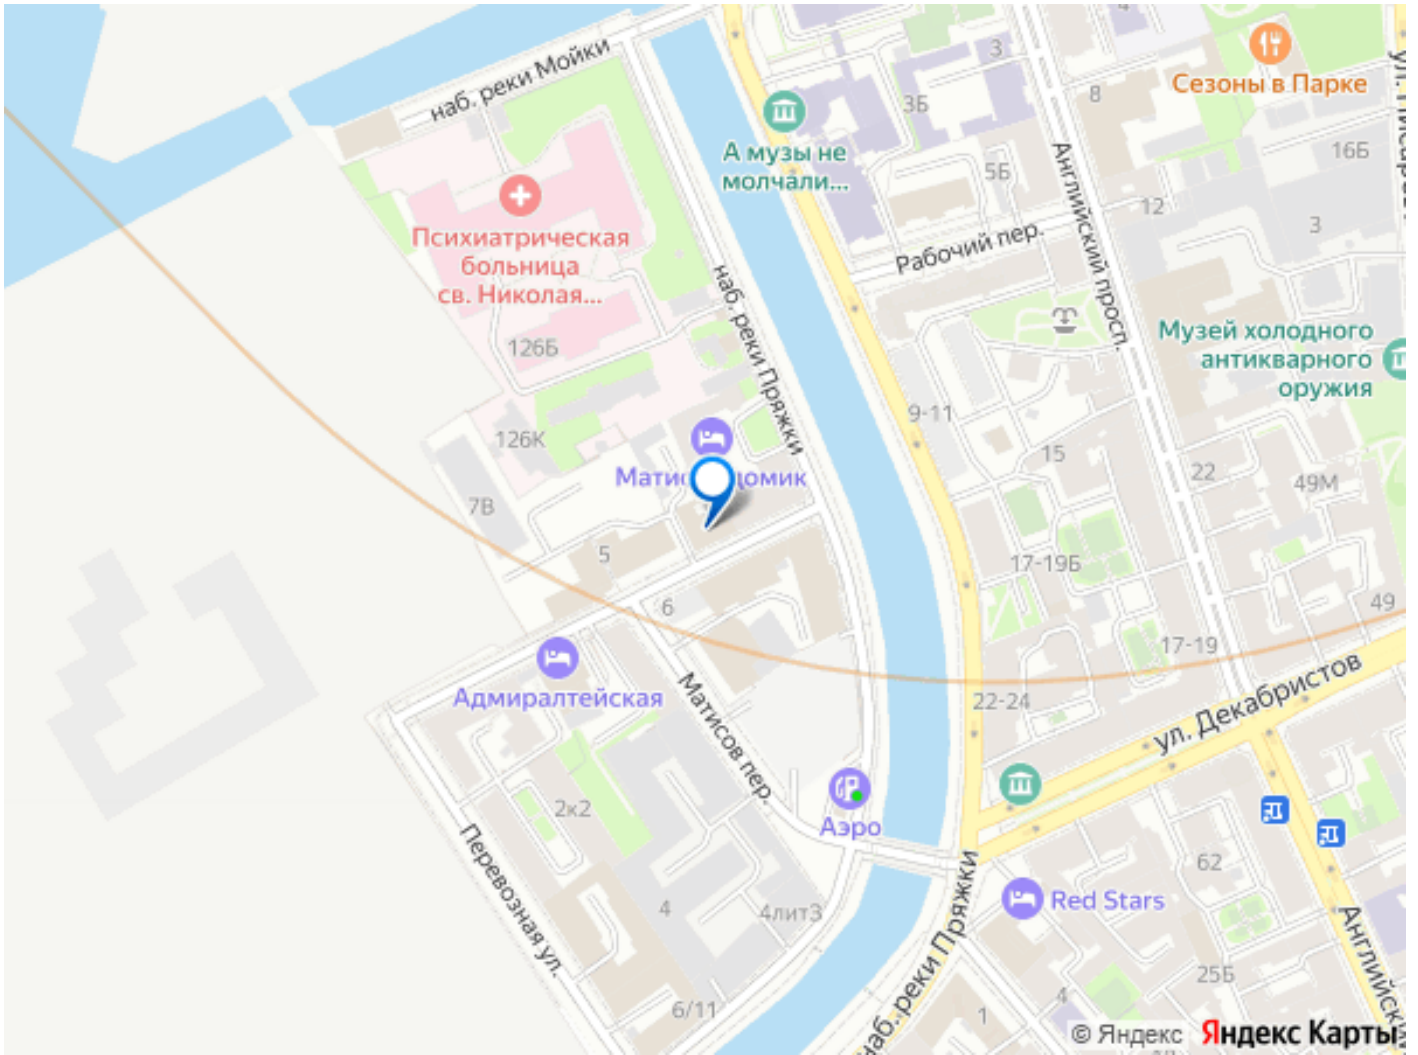 4
3
наб. реки Мойки
Сезоны в Парке
8
3Б
А музы не
молчали...
16Б
5Б
Английский просп.
12
3
Рабочий пер.
Психиатрическая
больница
св. Николая...
наб. реки Пряжки
Музей холодного
антикварного
оружия
126Б
9-11
126К
15
22
49М
7В
5
17-19Б
6
49
17-19
Адмиралтейская
22-24
ул. Декабристов
Матисов пер.
2к2
Аэро
Перевозная ул.
62
4
4лит3
Red Stars
наб. реки Пряжки
25Б
4
6/11
1
© Яндекс
Яндекс Карты